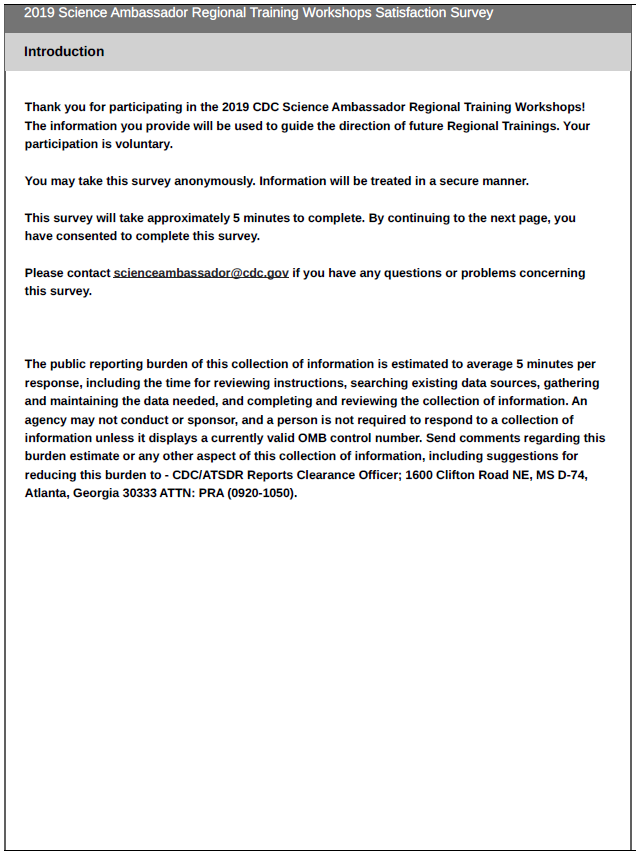 2019 Science Ambassador Regional Training Workshops Satisfaction Survey
Introduction
Thank you for participating in the 2019 CDC Science Ambassador Regional Training Workshops!
The information you provide will be used to guide the direction of future Regional Trainings. Your
participation is voluntary.
You may take this survey anonymously. Information will be treated in a secure manner.
This survey will take approximately 5 minutes to complete. By continuing to the next page, you
have consented to complete this survey.
Please contact scienceambassador@cdc.gov if you have any questions or problems concerning
this survey.
The public reporting burden of this collection of information is estimated to average 5 minutes per
response, including the time for reviewing instructions, searching existing data sources, gathering
and maintaining the data needed, and completing and reviewing the collection of information. An
agency may not conduct or sponsor, and a person is not required to respond to a collection of
information unless it displays a currently valid OMB control number. Send comments regarding this
burden estimate or any other aspect of this collection of information, including suggestions for
reducing this burden to - CDC/ATSDR Reports Clearance Officer; 1600 Clifton Road NE, MS D-74,
Atlanta, Georgia 30333 ATTN: PRA (0920-1050).